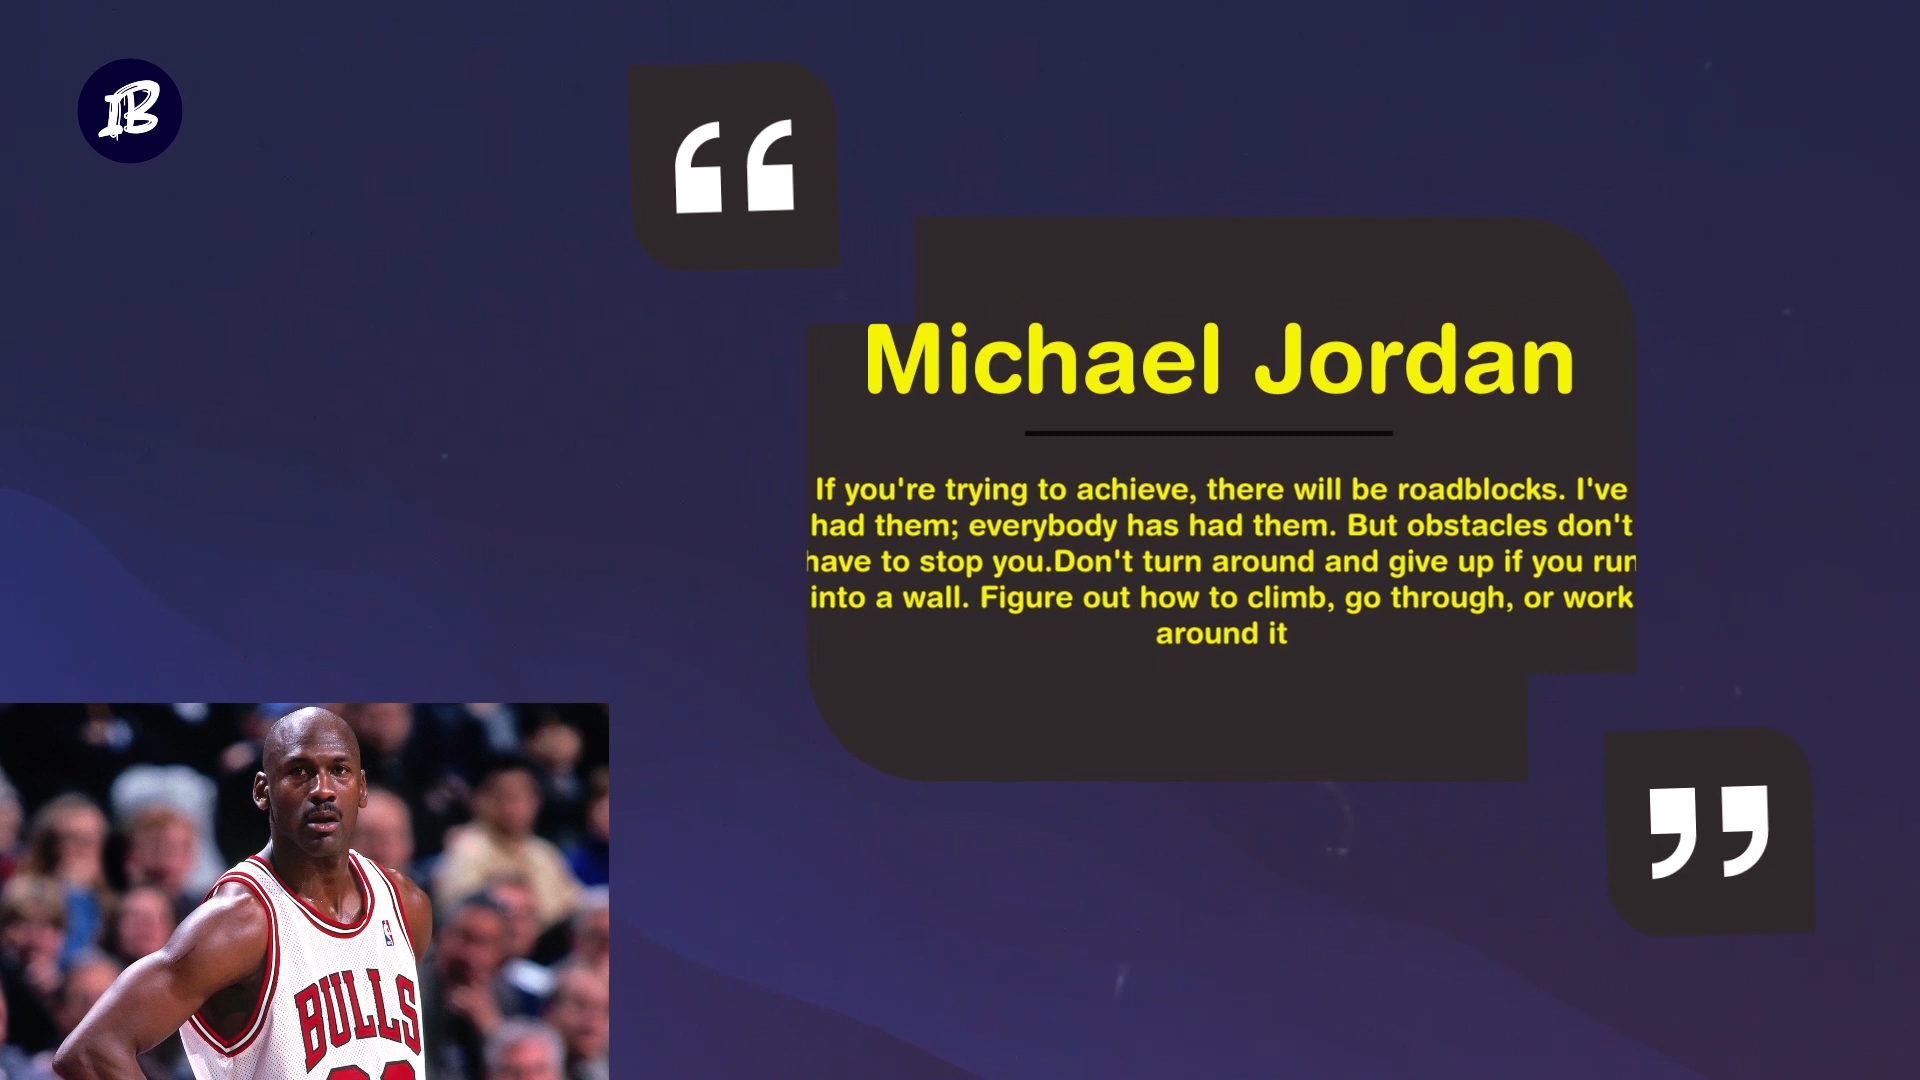 IB
Michael Jordan
If you're trying to achieve, there will be roadblocks. I've
had them; everybody has had them. But obstacles don't
have to stop you.Don't turn around and give up if you run
into a wall. Figure out how to climb, go through, or work
around it
BULLS